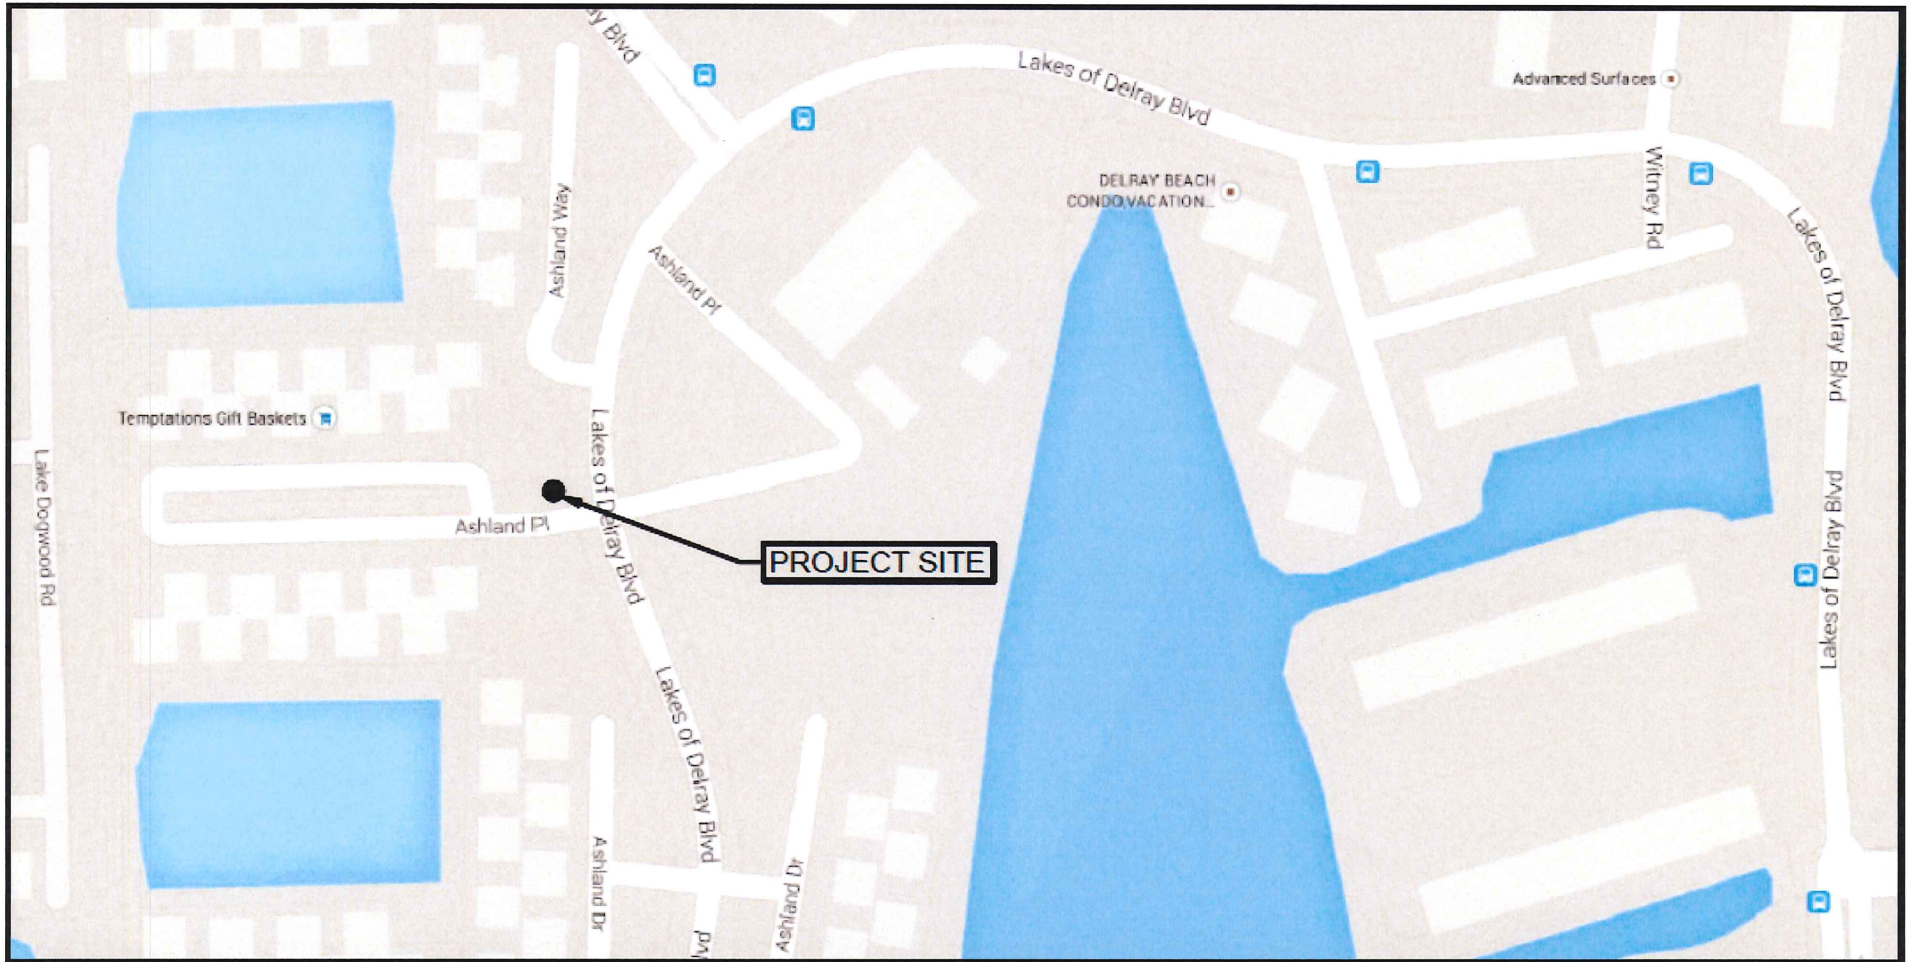 ay Blvd
Lakes of Delray Blvd
Advanced Surfaces
Witney Rd
DELRAY BEACH
CONDO,VACATION...
Ashland Way
Ashland Pl
Lakes of Delray Blvd
Temptations Gift Baskets
Lakes of Delray Blvd
Lake Dogwood Rd
Ashland Pl
PROJECT SITE
Lakes of Delray Blvd
Lakes of Delray Blvd
Ashland Dr
Ashland Dr